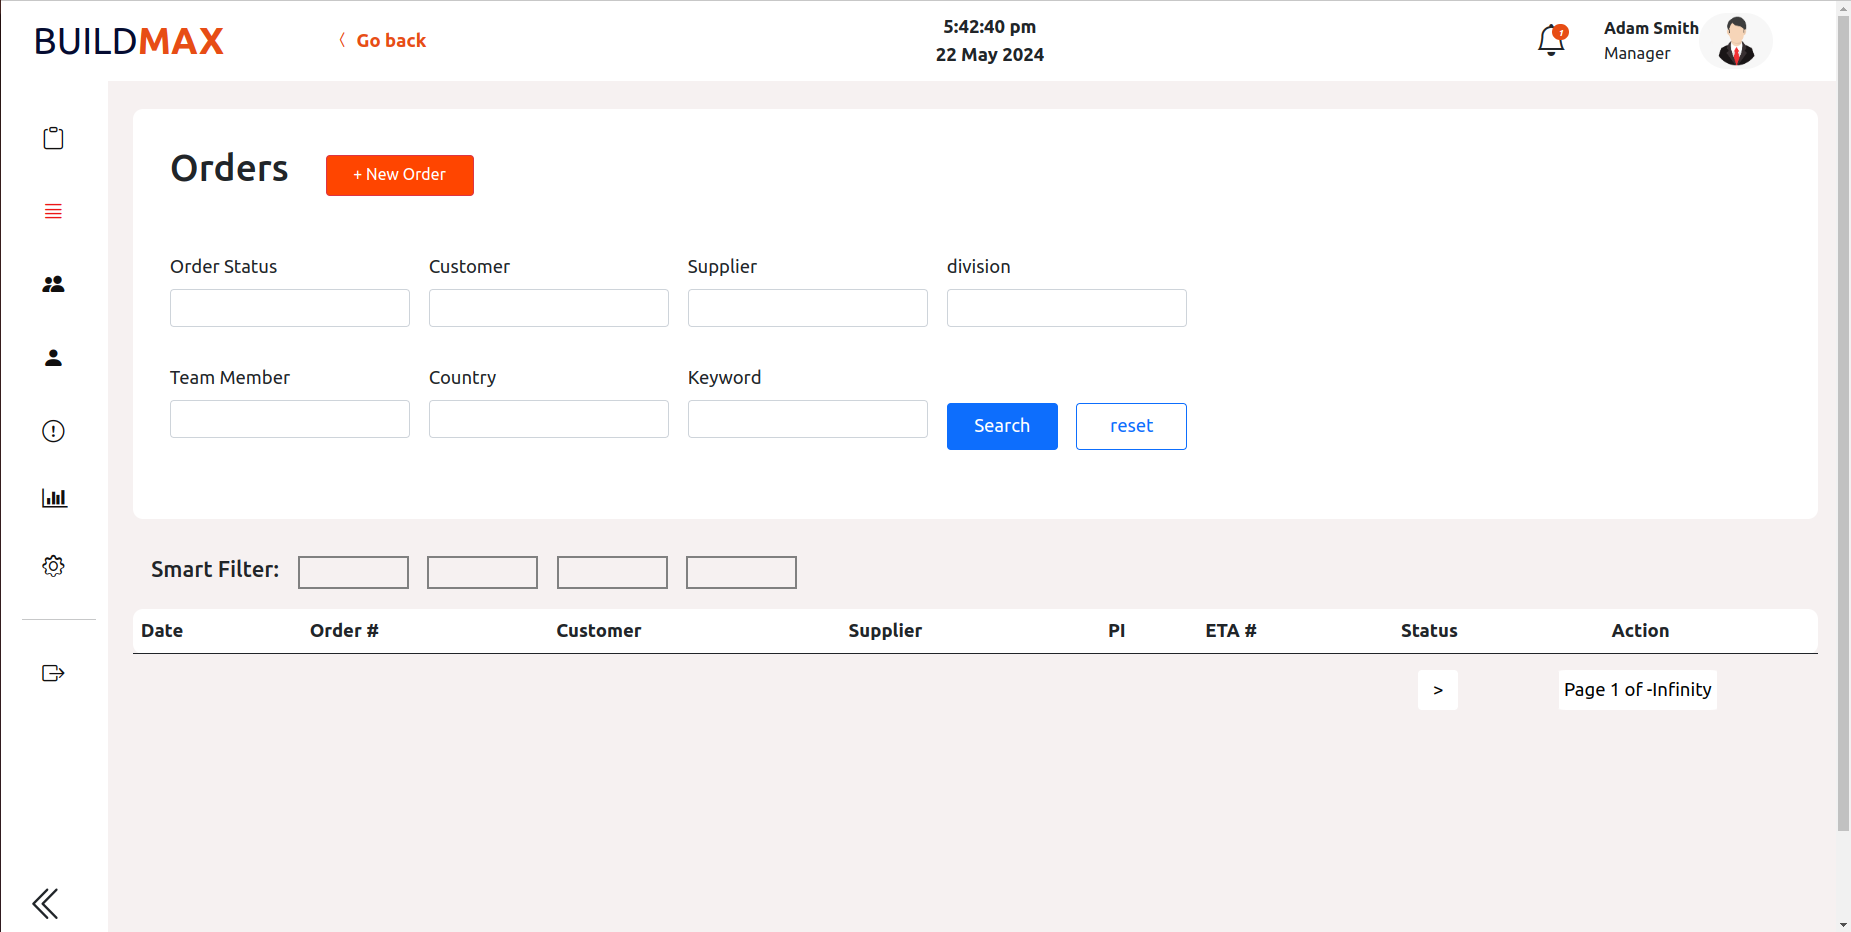 BUILDMAX
Go back
5:42:40 pm
22 May 2024
1
Adam Smith
Manager
Orders
+ New Order
Order Status
Customer
Supplier
division
Team Member
Country
Keyword
Search
reset
Smart Filter:
Date Order # Customer Supplier PI ETA # Status Action
>
Page 1 of -Infinity